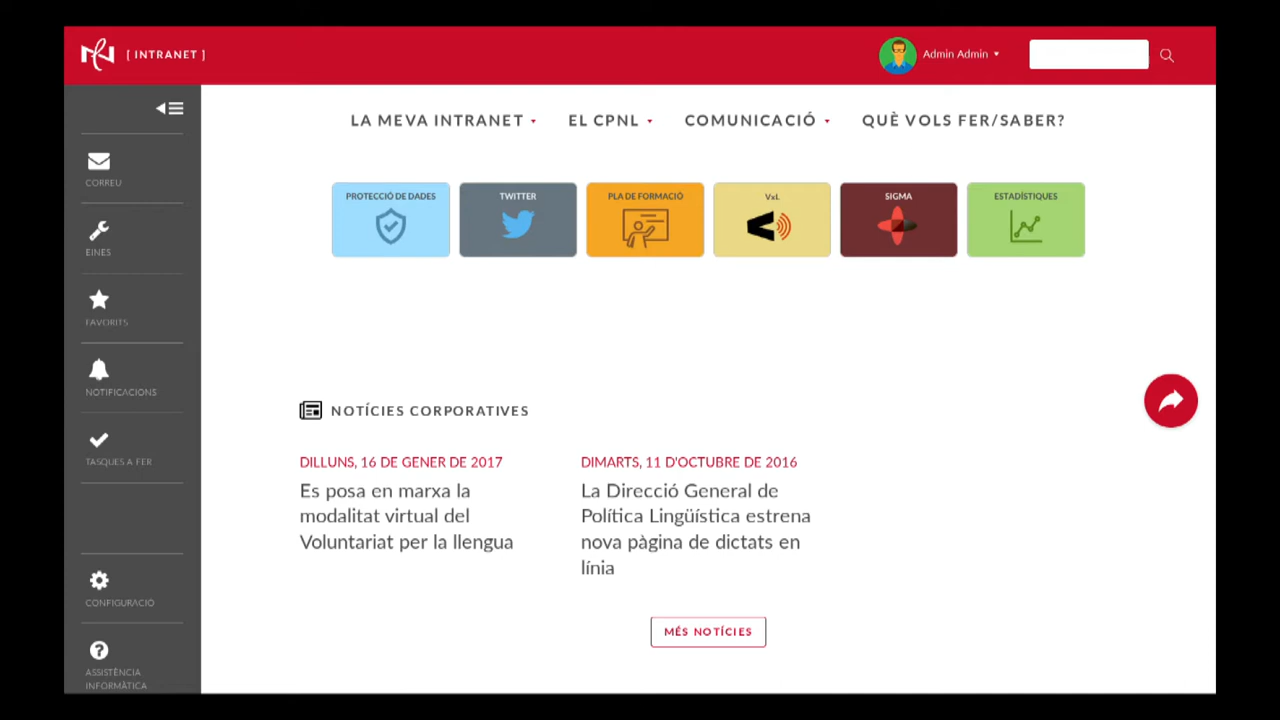 [ INTRANET ]
Admin Admin
LA MEVA INTRANET
EL CPNL
COMUNICACIÓ
QUÈ VOLS FER/SABER?
CORREU
EINES
FAVORITS
NOTIFICACIONS
TASQUES A FER
CONFIGURACIÓ
ASSISTÈNCIA
INFORMÀTICA
PROTECCIÓ DE DADES
TWITTER
PLA DE FORMACIÓ
VxL
SIGMA
ESTADÍSTIQUES
NOTÍCIES CORPORATIVES
DILLUNS, 16 DE GENER DE 2017
Es posa en marxa la
modalitat virtual del
Voluntariat per la llengua
DIMARTS, 11 D'OCTUBRE DE 2016
La Direcció General de
Política Lingüística estrena
nova pàgina de dictats en
línia
MÉS NOTÍCIES